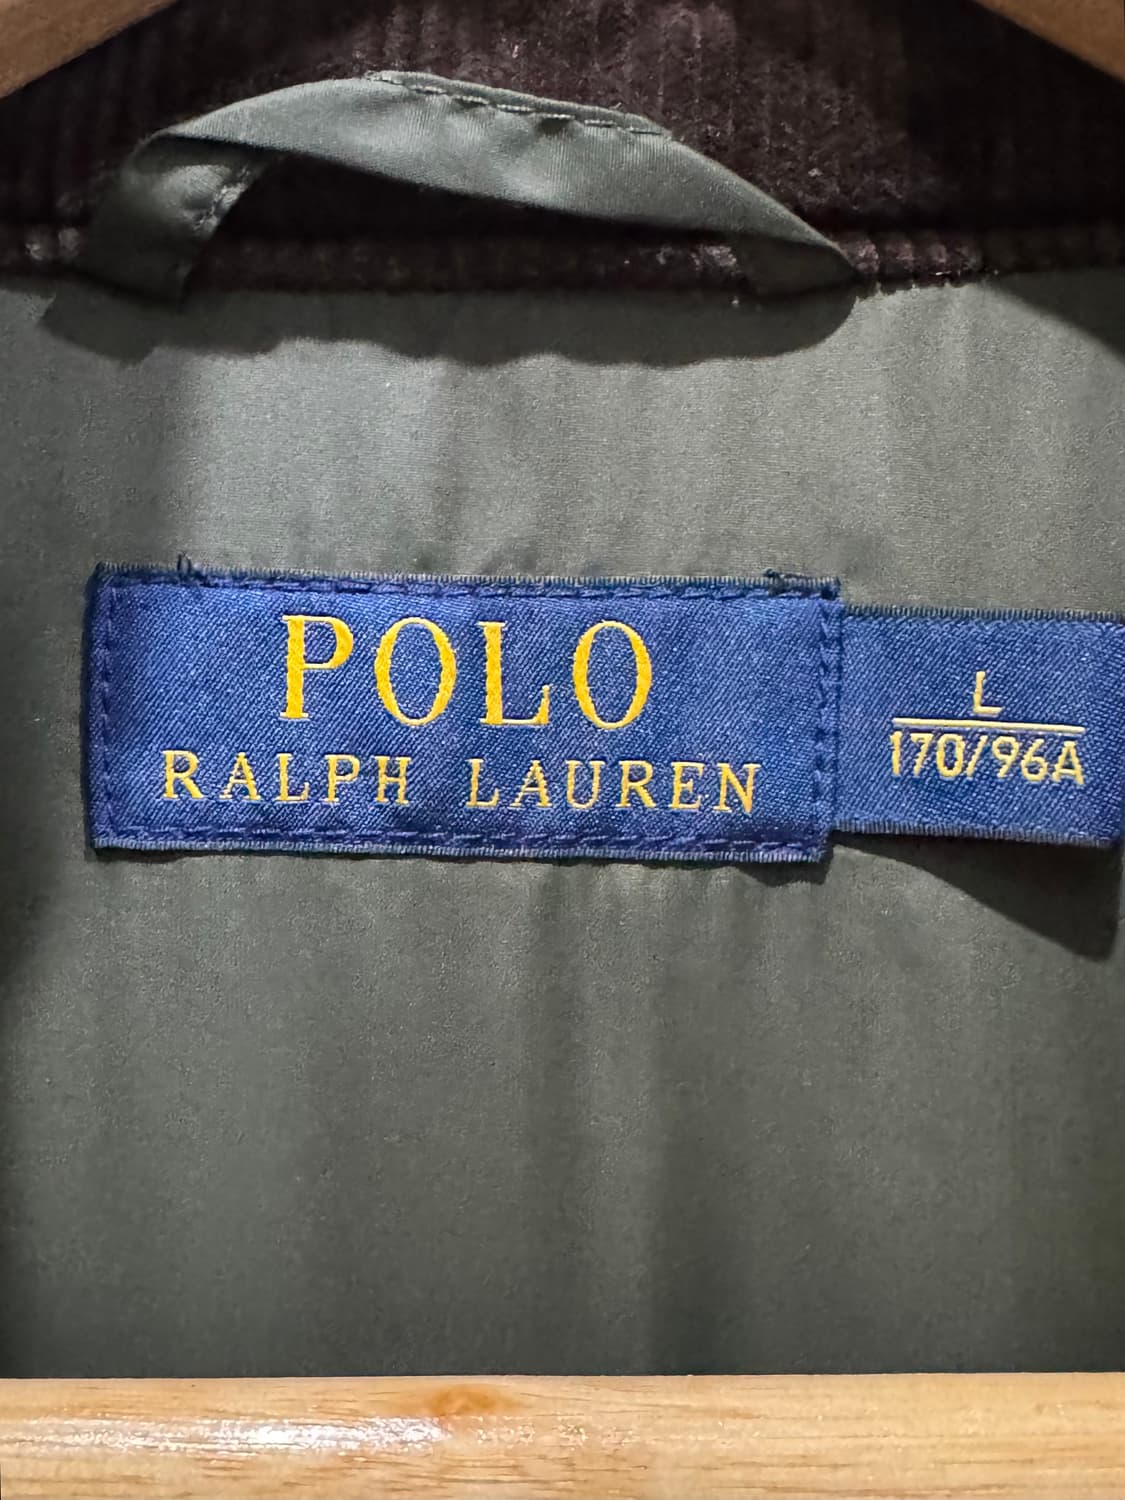 POLO
RALPH LAUREN
L
170/96A